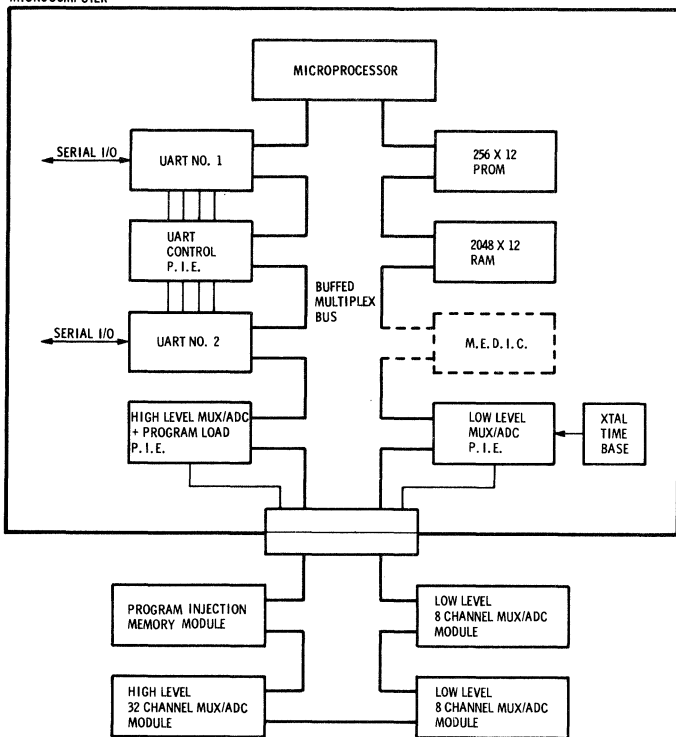 MICROCOMPUTER
MICROPROCESSOR
SERIAL I/O
UART NO. 1
256 X 12
PROM
UART
CONTROL
P. I. E.
2048 X 12
RAM
BUFFED
MULTIPLEX
BUS
SERIAL I/O
UART NO. 2
M. E. D. I. C.
HIGH LEVEL MUX/ADC
+ PROGRAM LOAD
P. I. E.
LOW LEVEL
MUX/ADC
P. I. E.
XTAL
TIME
BASE
PROGRAM INJECTION
MEMORY MODULE
LOW LEVEL
8 CHANNEL MUX/ADC
MODULE
HIGH LEVEL
32 CHANNEL MUX/ADC
MODULE
LOW LEVEL
8 CHANNEL MUX/ADC
MODULE